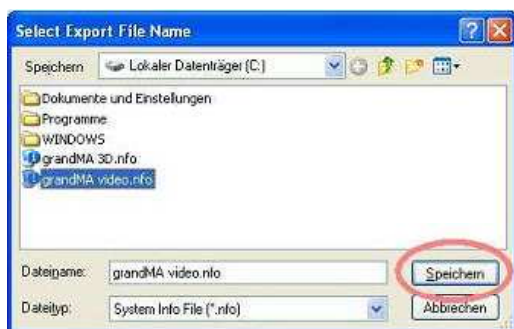 Select Export File Name
Speichern Lokaler Datenträger (C:)
Dokumente und Einstellungen
Programme
WINDOWS
grandMA 3D.nfo
grandMA video.nfo
Dateiname: grandMA video.nfo Speichern
Dateityp: System Info File (*.nfo) Abbrechen